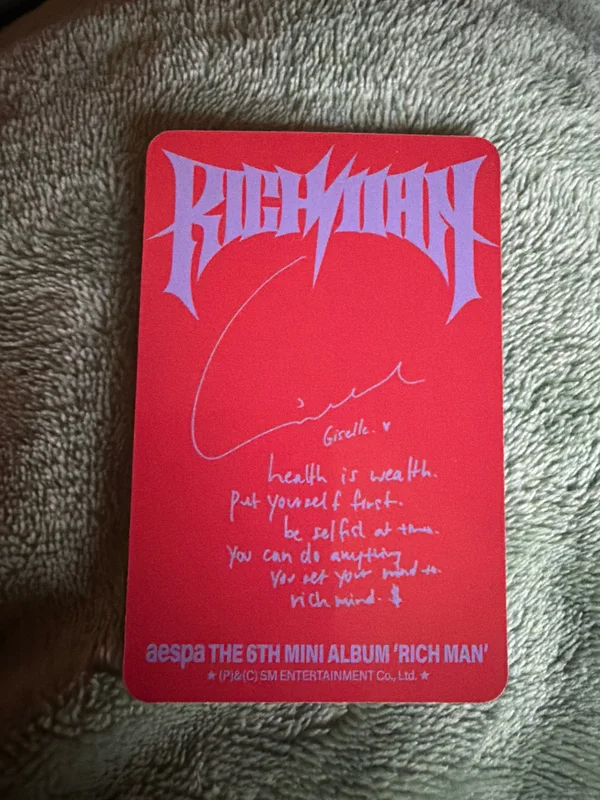 RICH MAN
Giselle. ♥
health is wealth.
Put yourself first.
be selfish at times.
You can do anything
You set your mind to.
rich mind. $
aespa THE 6TH MINI ALBUM 'RICH MAN'
★ (P)&(C) SM ENTERTAINMENT Co., Ltd. ★